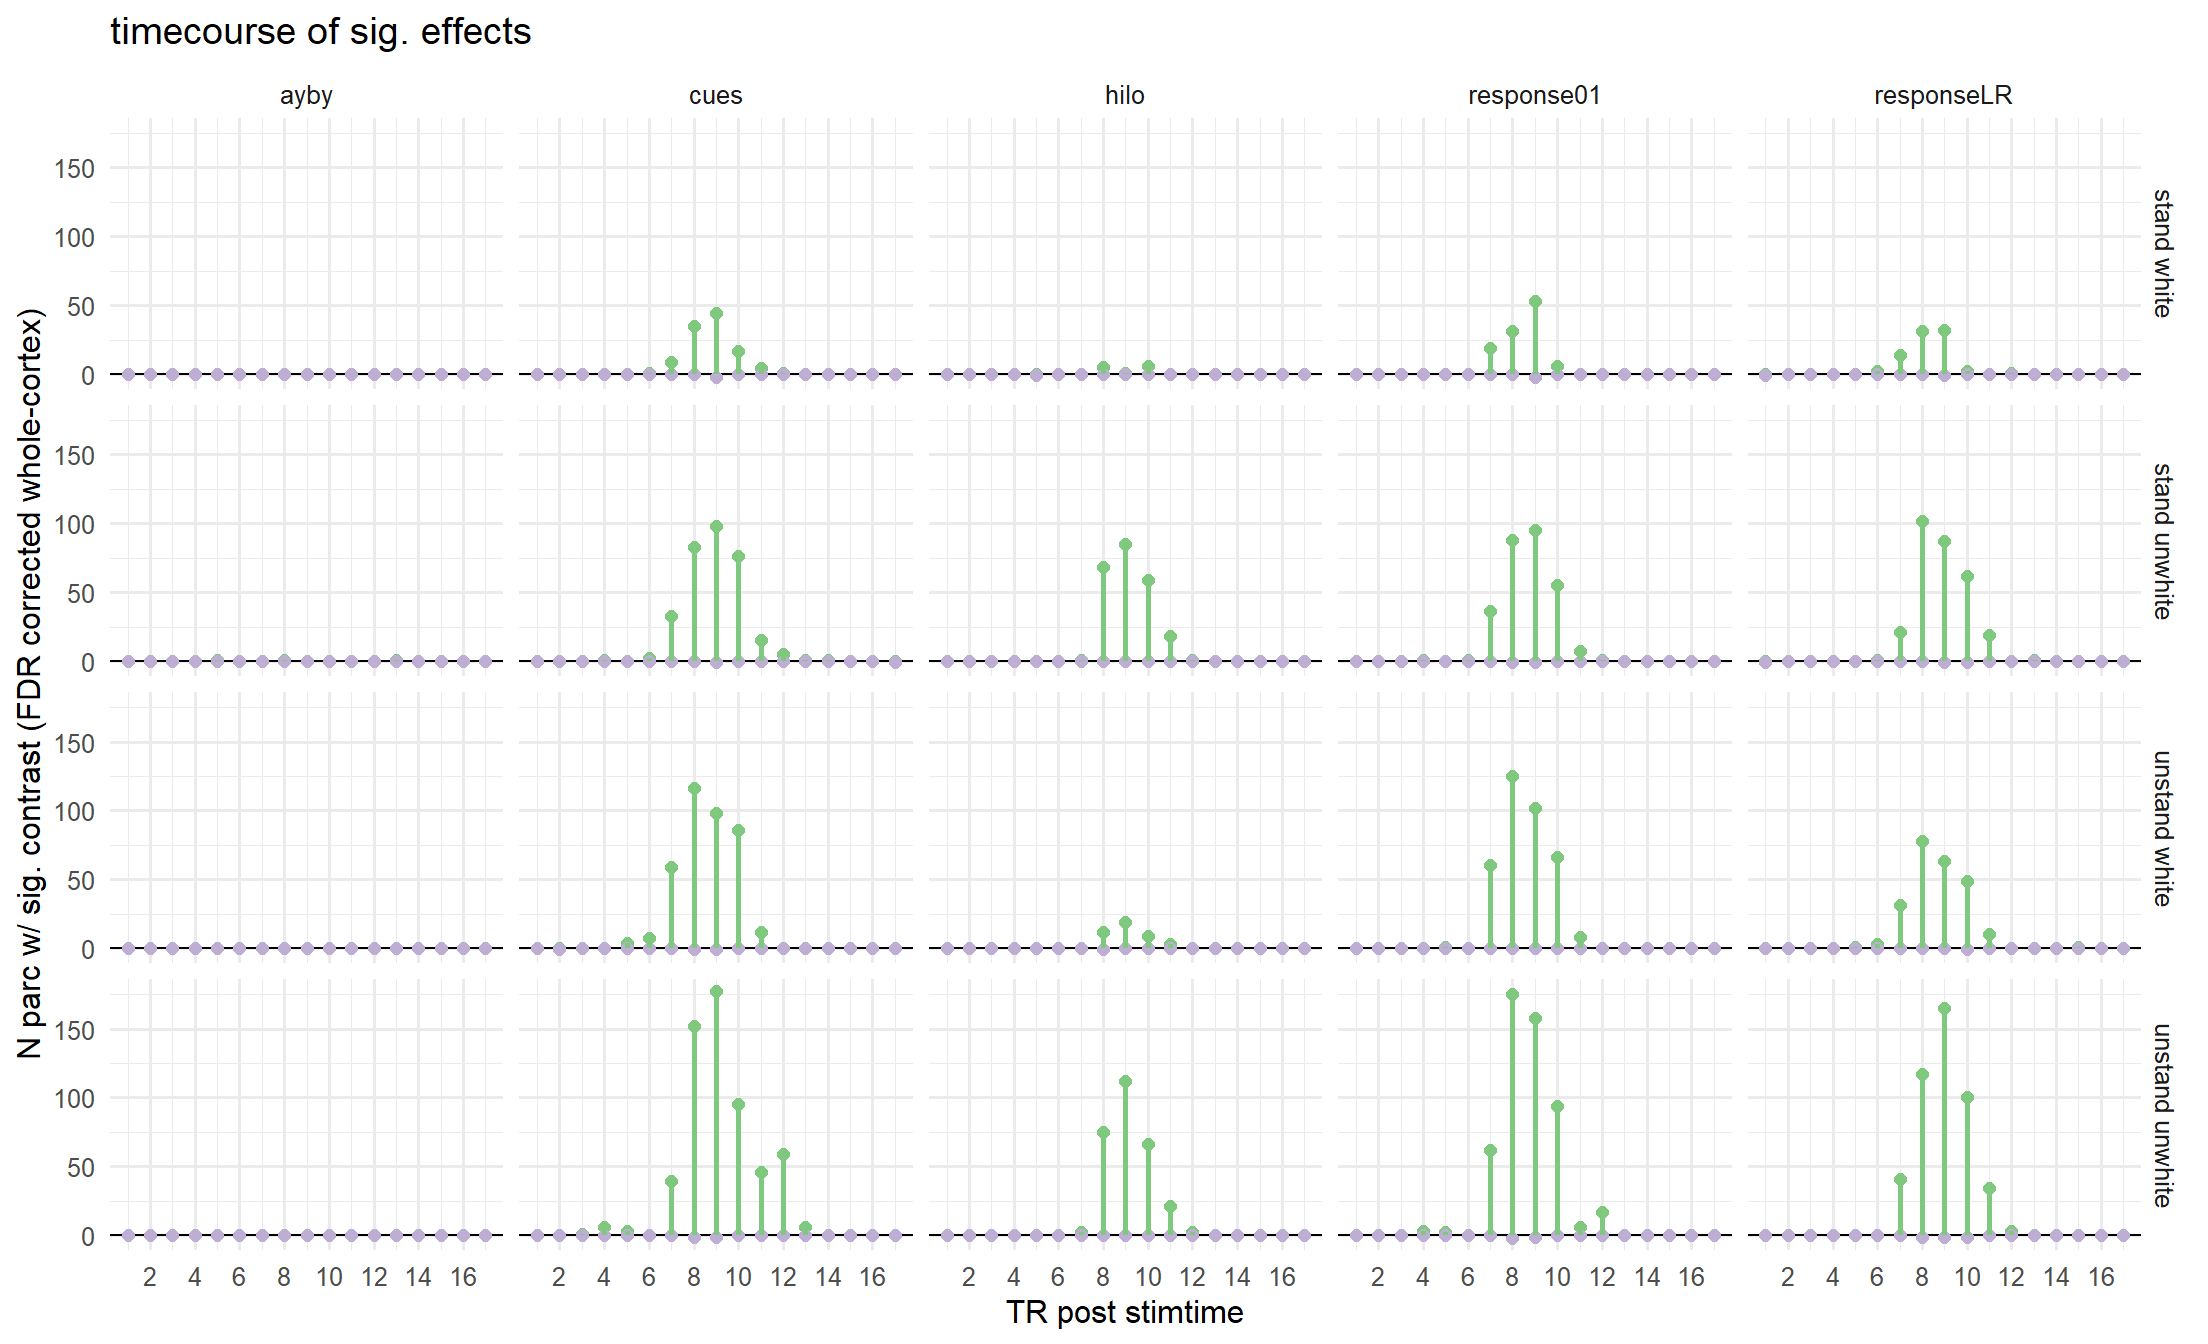 timecourse of sig. effects
ayby cues hilo response01 responseLR
N parc w/ sig. contrast (FDR corrected whole-cortex)
150
100
50
0
stand white
150
100
50
0
stand unwhite
150
100
50
0
unstand white
150
100
50
0
unstand unwhite
2 4 6 8 10 12 14 16 2 4 6 8 10 12 14 16 2 4 6 8 10 12 14 16 2 4 6 8 10 12 14 16 2 4 6 8 10 12 14 16
TR post stimtime